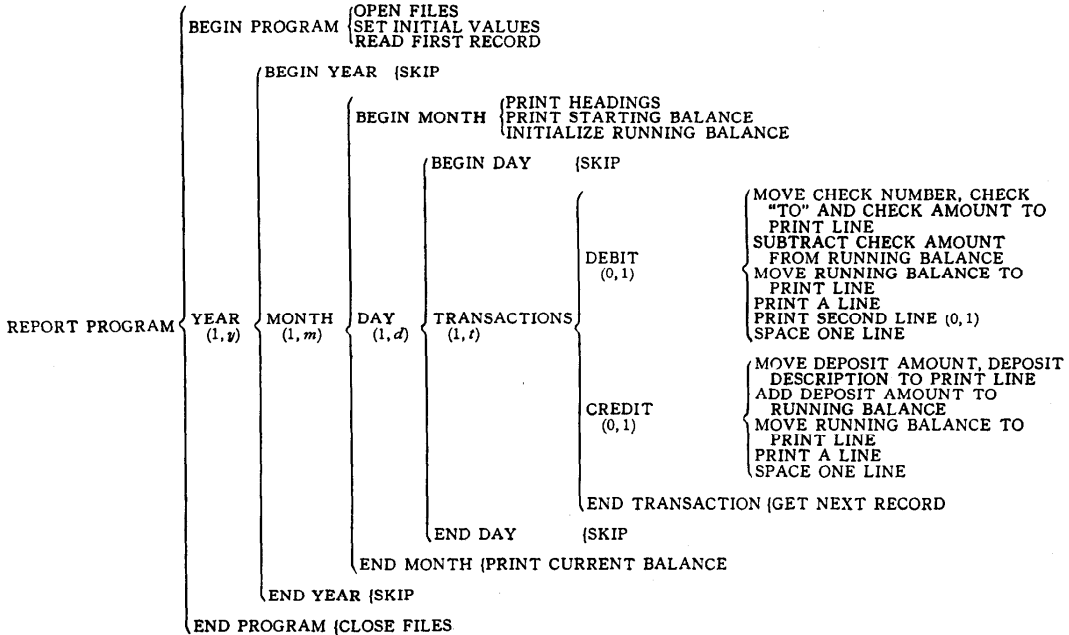 OPEN FILES
BEGIN PROGRAM SET INITIAL VALUES
READ FIRST RECORD
BEGIN YEAR SKIP
PRINT HEADINGS
BEGIN MONTH PRINT STARTING BALANCE
INITIALIZE RUNNING BALANCE
BEGIN DAY SKIP
MOVE CHECK NUMBER, CHECK
"TO" AND CHECK AMOUNT TO
PRINT LINE
SUBTRACT CHECK AMOUNT
DEBIT FROM RUNNING BALANCE
(0, 1) MOVE RUNNING BALANCE TO
PRINT LINE
PRINT A LINE
PRINT SECOND LINE (0, 1)
SPACE ONE LINE
REPORT PROGRAM YEAR MONTH DAY TRANSACTIONS
(1, y) (1, m) (1, d) (1, t)
MOVE DEPOSIT AMOUNT, DEPOSIT
DESCRIPTION TO PRINT LINE
ADD DEPOSIT AMOUNT TO
CREDIT RUNNING BALANCE
(0, 1) MOVE RUNNING BALANCE TO
PRINT LINE
PRINT A LINE
SPACE ONE LINE
END TRANSACTION GET NEXT RECORD
END DAY SKIP
END MONTH PRINT CURRENT BALANCE
END YEAR SKIP
END PROGRAM CLOSE FILES